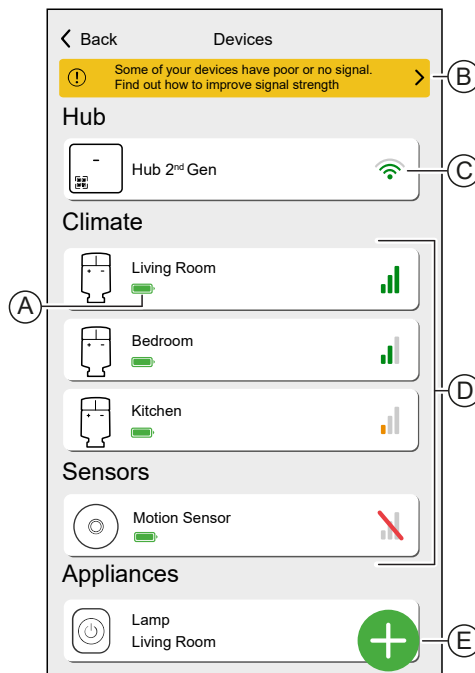 Back
Devices
Some of your devices have poor or no signal.
Find out how to improve signal strength
B
Hub
Hub 2nd Gen
C
Climate
Living Room
A
Bedroom
D
Kitchen
Sensors
Motion Sensor
Appliances
Lamp
Living Room
E